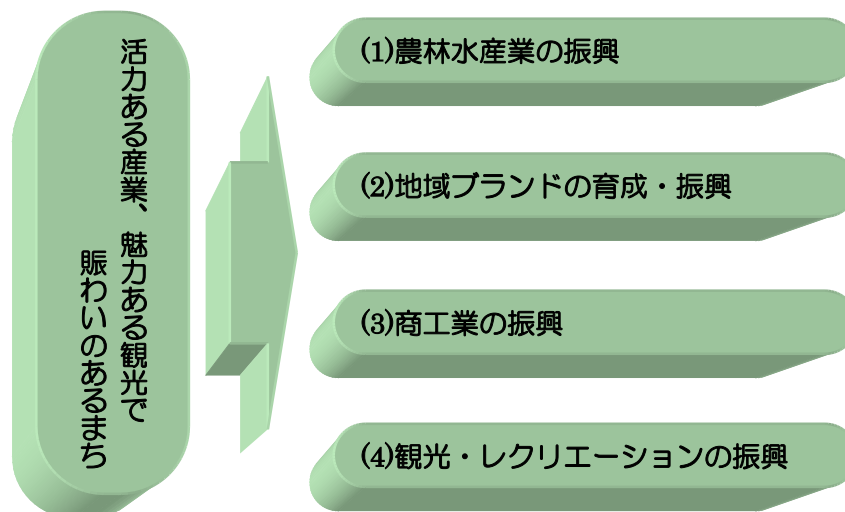 活力ある産業、魅力ある観光で
賑わいのあるまち
(1)農林水産業の振興
(2)地域ブランドの育成・振興
(3)商工業の振興
(4)観光・レクリエーションの振興